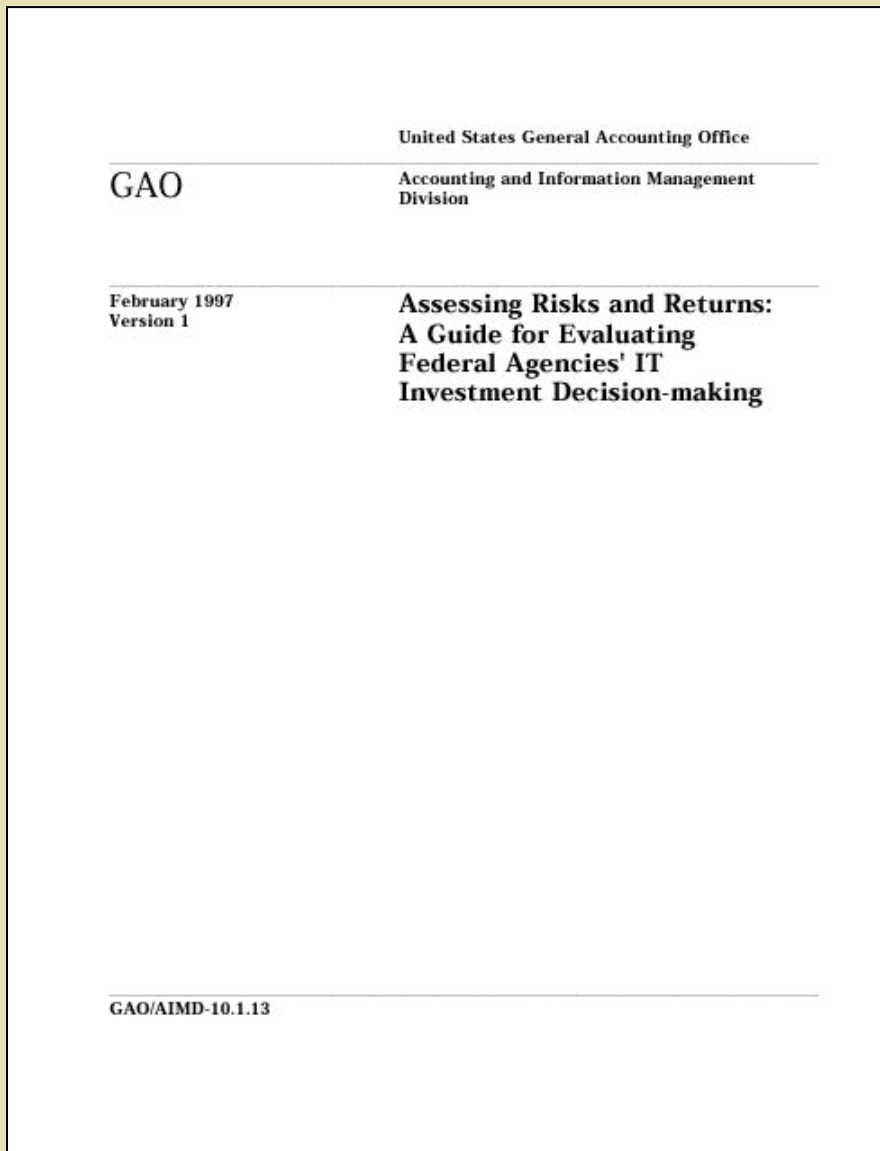 United States General Accounting Office
GAO
Accounting and Information Management
Division
February 1997
Version 1
Assessing Risks and Returns:
A Guide for Evaluating
Federal Agencies' IT
Investment Decision-making
GAO/AIMD-10.1.13